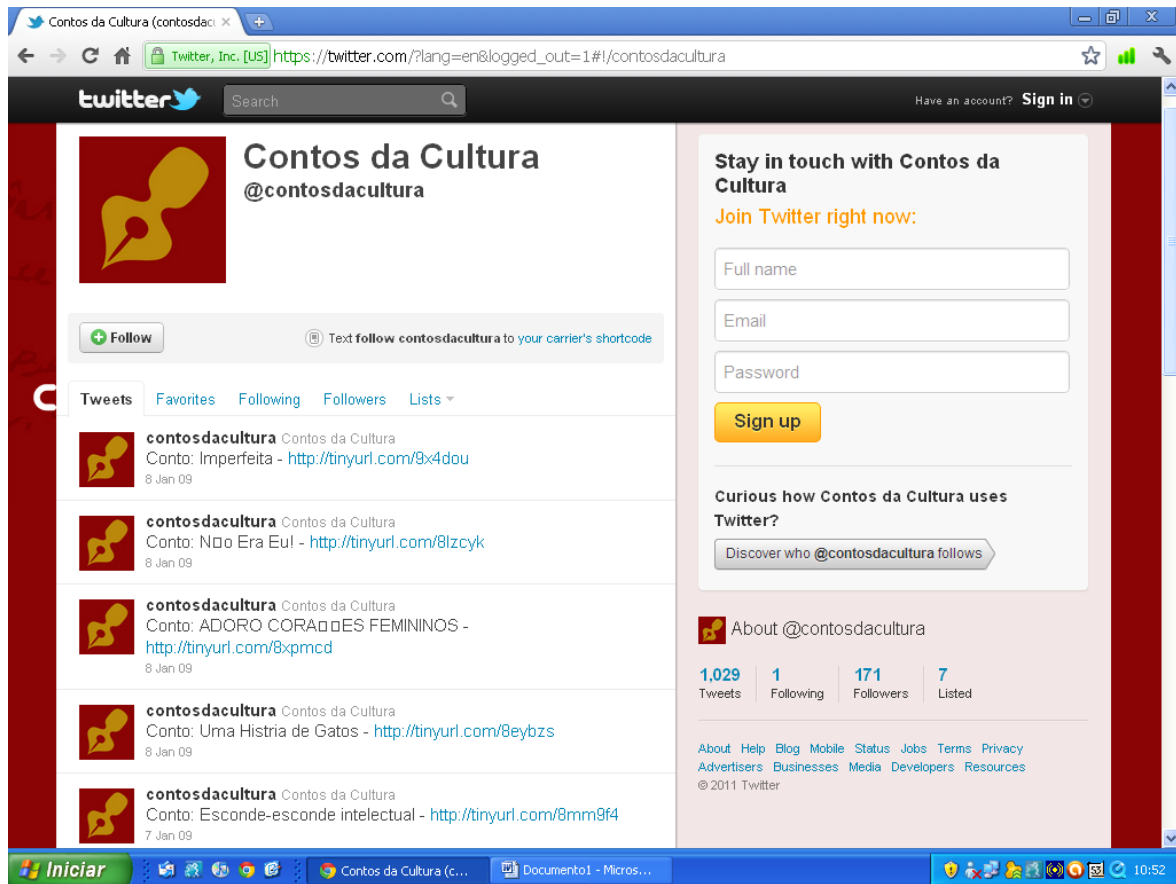 Contos da Cultura (contosdac
Twitter, Inc. [US] https://twitter.com/?lang=en&logged_out=1#!/contosdacultura
twitter
Search
Have an account? Sign in
Contos da Cultura
@contosdacultura
Follow
Text follow contosdacultura to your carrier's shortcode
Tweets Favorites Following Followers Lists
contosdacultura Contos da Cultura
Conto: Imperfeita - http://tinyurl.com/9x4dou
8 Jan 09
contosdacultura Contos da Cultura
Conto: N□o Era Eu! - http://tinyurl.com/8lzcyk
8 Jan 09
contosdacultura Contos da Cultura
Conto: ADORO CORA□□ES FEMININOS -
http://tinyurl.com/8xpmcd
8 Jan 09
contosdacultura Contos da Cultura
Conto: Uma Histria de Gatos - http://tinyurl.com/8eybzs
8 Jan 09
contosdacultura Contos da Cultura
Conto: Esconde-esconde intelectual - http://tinyurl.com/8mm9f4
7 Jan 09
Stay in touch with Contos da
Cultura
Join Twitter right now:
Full name
Email
Password
Sign up
Curious how Contos da Cultura uses
Twitter?
Discover who @contosdacultura follows
About @contosdacultura
1,029 1 171 7
Tweets Following Followers Listed
About Help Blog Mobile Status Jobs Terms Privacy
Advertisers Businesses Media Developers Resources
© 2011 Twitter
Iniciar Contos da Cultura (c... Documento1 - Micros... 10:52